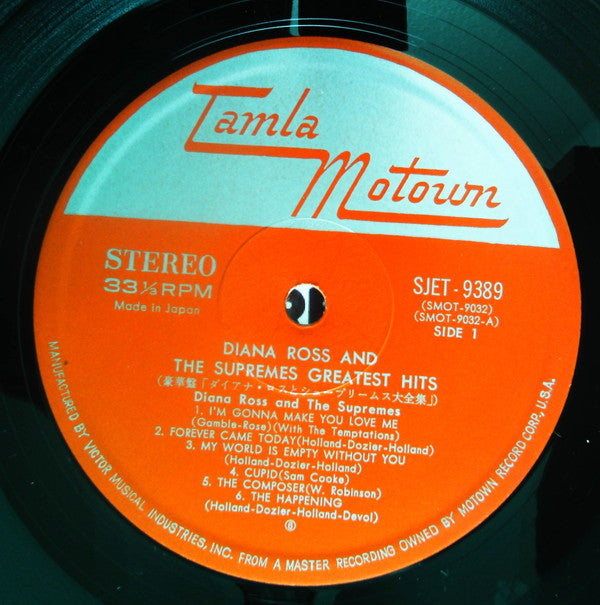 Tamla
Motown
STEREO
33⅓ RPM
Made in Japan
SJET-9389
(SMOT-9032)
(SMOT-9032-A)
SIDE 1
DIANA ROSS AND
THE SUPREMES GREATEST HITS
(豪華盤「ダイアナ・ロスとシュープリームス大全集」)
Diana Ross and The Supremes
1. I'M GONNA MAKE YOU LOVE ME
(Gamble-Rose)(With The Temptations)
2. FOREVER CAME TODAY(Holland-Dozier-Holland)
3. MY WORLD IS EMPTY WITHOUT YOU
(Holland-Dozier-Holland)
4. CUPID(Sam Cooke)
5. THE COMPOSER(W. Robinson)
6. THE HAPPENING
(Holland-Dozier-Holland-Devol)
⑧
MANUFACTURED BY VICTOR MUSICAL INDUSTRIES, INC. FROM A MASTER RECORDING OWNED BY MOTOWN RECORD CORP., U.S.A.